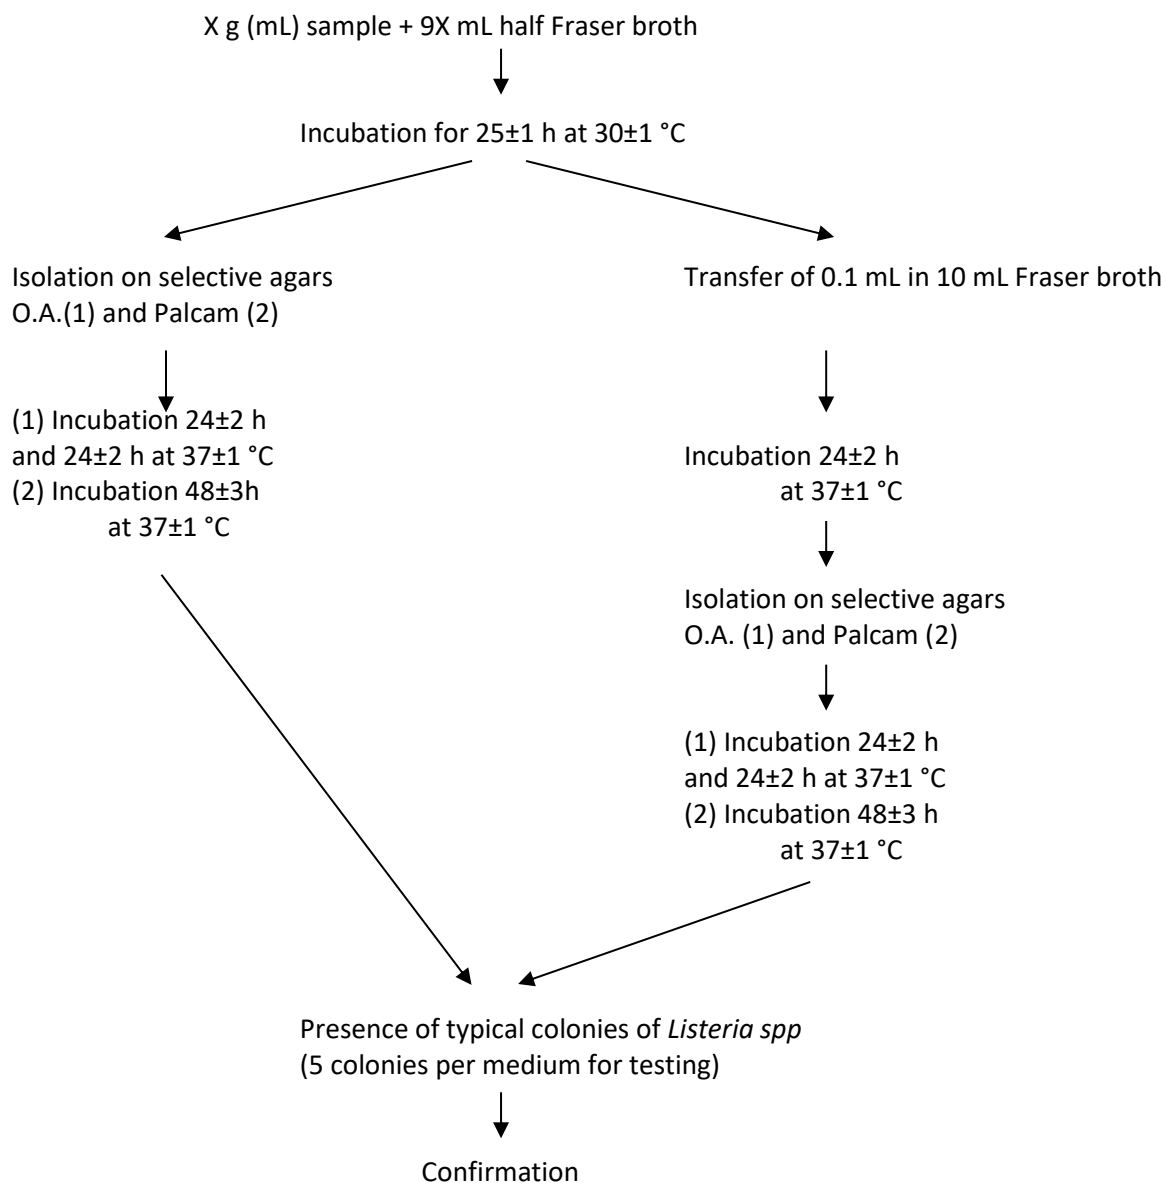 X g (mL) sample + 9X mL half Fraser broth
Incubation for 25±1 h at 30±1 °C
Isolation on selective agars
O.A.(1) and Palcam (2)
(1) Incubation 24±2 h
and 24±2 h at 37±1 °C
(2) Incubation 48±3h
at 37±1 °C
Transfer of 0.1 mL in 10 mL Fraser broth
Incubation 24±2 h
at 37±1 °C
Isolation on selective agars
O.A. (1) and Palcam (2)
(1) Incubation 24±2 h
and 24±2 h at 37±1 °C
(2) Incubation 48±3 h
at 37±1 °C
Presence of typical colonies of Listeria spp
(5 colonies per medium for testing)
Confirmation